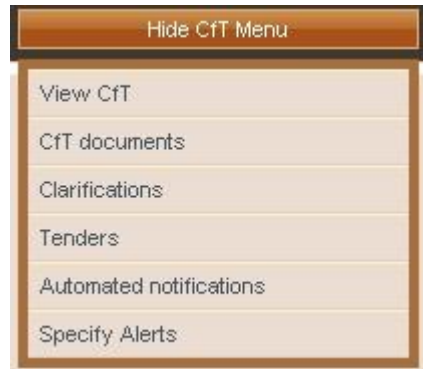 Hide CfT Menu
View CfT
CfT documents
Clarifications
Tenders
Automated notifications
Specify Alerts